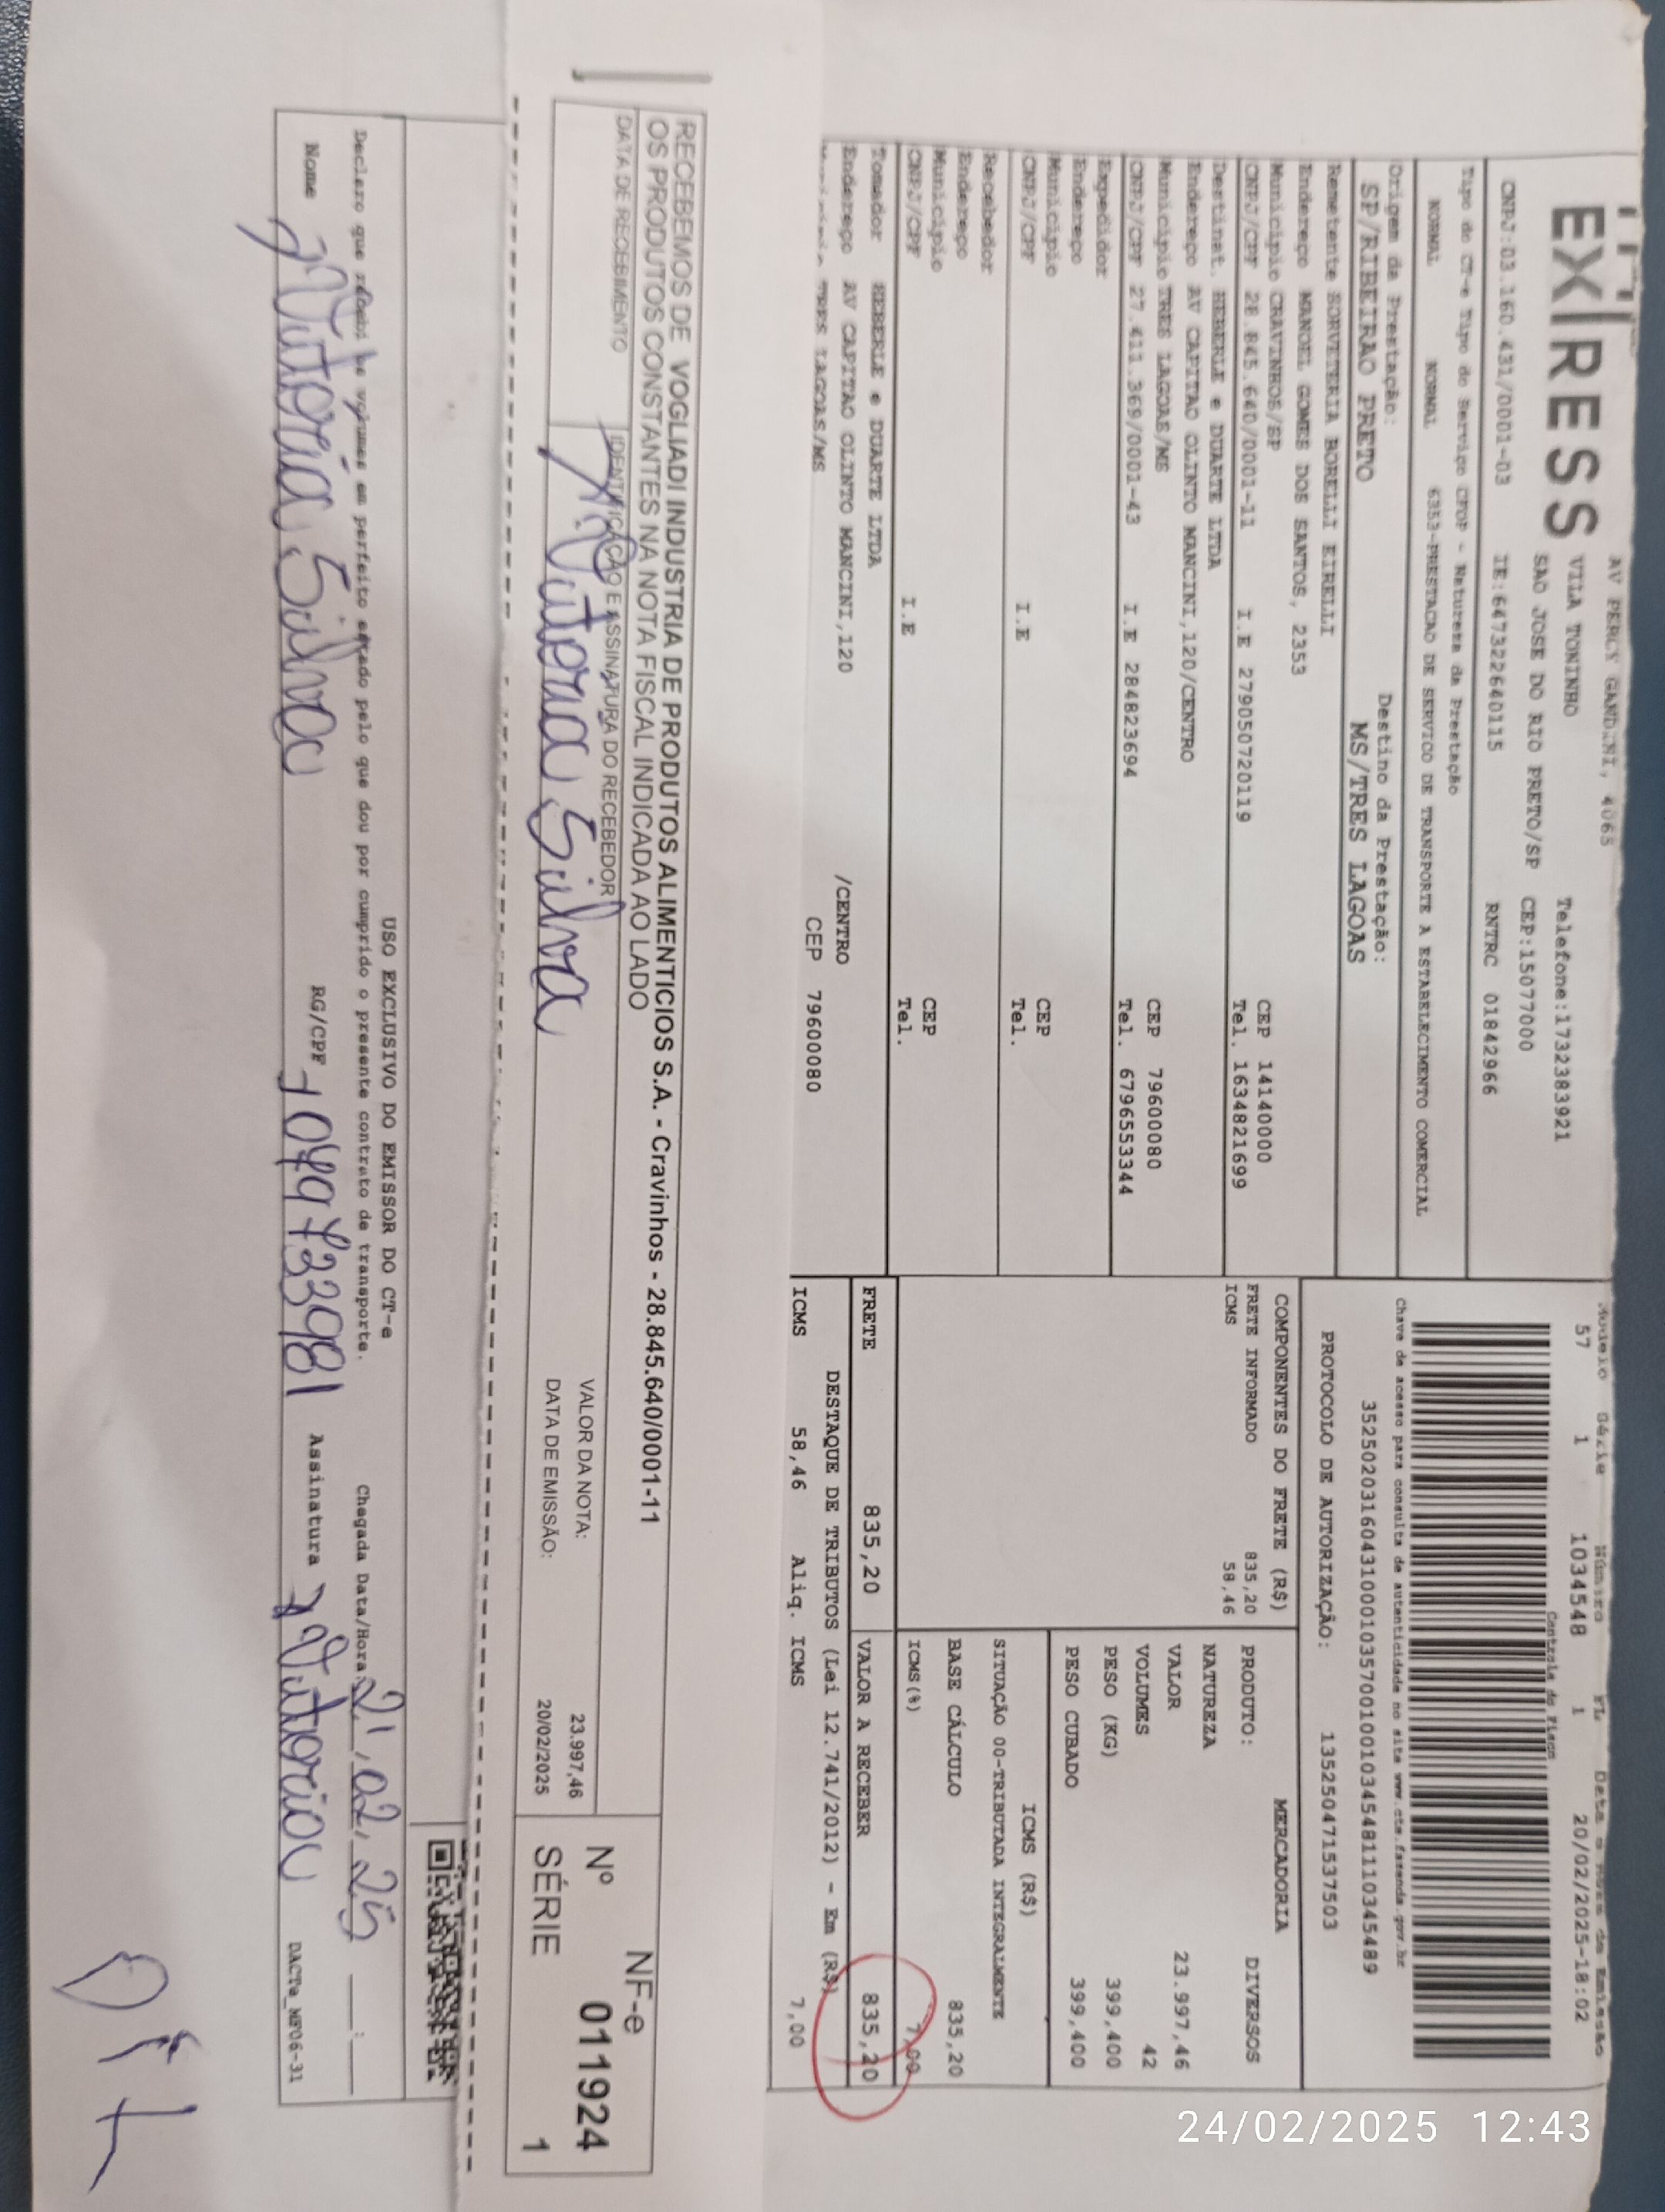 EXPRESS
AV PERCY GANDINI, 4065
VILA TONINHO
Telefone:1732383921
SAO JOSE DO RIO PRETO/SP CEP:15077000
CNPJ:03.160.431/0001-03 IE:647322640115 RNTRC 01842966
Modelo Série Número FL Data e Hora de Emissão
57 1 1034548 1 20/02/2025-18:02
Controle do Fisco
Tipo do CT-e Tipo do Serviço CFOP - Natureza da Prestação
NORMAL NORMAL 6353-PRESTACAO DE SERVICO DE TRANSPORTE A ESTABELECIMENTO COMERCIAL
Chave de acesso para consulta de autenticidade no site www.cte.fazenda.gov.br
35250203160431000103570010010345481110345489
Origem da Prestação: Destino da Prestação:
SP/RIBEIRAO PRETO MS/TRES LAGOAS
PROTOCOLO DE AUTORIZAÇÃO: 135250471537503
Remetente SORVETERIA BORELLI EIRELLI
Endereço MANOEL GOMES DOS SANTOS, 2353
Município CRAVINHOS/SP CEP 14140000
CNPJ/CPF 28.845.640/0001-11 I.E 279050720119 Tel. 1634821699
Destinat. HEBERLE e DUARTE LTDA
Endereço AV CAPITAO OLINTO MANCINI,120/CENTRO
Município TRES LAGOAS/MS CEP 79600080
CNPJ/CPF 27.411.369/0001-43 I.E 284823694 Tel. 6796553344
Expedidor
Endereço
Município CEP
CNPJ/CPF I.E Tel.
Recebedor
Endereço
Município CEP
CNPJ/CPF I.E Tel.
Tomador HEBERLE e DUARTE LTDA
Endereço AV CAPITAO OLINTO MANCINI,120 /CENTRO
TRES LAGOAS/MS CEP 79600080
COMPONENTES DO FRETE (R$)
FRETE INFORMADO 835,20
ICMS 58,46
MERCADORIA
PRODUTO: DIVERSOS
NATUREZA
VALOR 23.997,46
VOLUMES 42
PESO (KG) 399,400
PESO CUBADO 399,400
ICMS (R$)
SITUAÇÃO 00-TRIBUTADA INTEGRALMENTE
BASE CÁLCULO 835,20
ICMS(%) 7,00
FRETE 835,20 VALOR A RECEBER 835,20
DESTAQUE DE TRIBUTOS (Lei 12.741/2012) - Em (R$)
ICMS 58,46 Aliq. ICMS 7,00
RECEBEMOS DE VOGLIADI INDUSTRIA DE PRODUTOS ALIMENTICIOS S.A. - Cravinhos - 28.845.640/0001-11
OS PRODUTOS CONSTANTES NA NOTA FISCAL INDICADA AO LADO
DATA DE RECEBIMENTO IDENTIFICAÇÃO E ASSINATURA DO RECEBEDOR
Vitoria Silva
VALOR DA NOTA: 23.997,46
DATA DE EMISSÃO: 20/02/2025
NF-e
Nº 011924
SÉRIE 1
USO EXCLUSIVO DO EMISSOR DO CT-e
Declaro que recebi os volumes em perfeito estado pelo que dou por cumprido o presente contrato de transporte. Chegada Data/Hora: 21,02,25 __:__
Nome Vitoria Silva RG/CPF Assinatura Vitoria DACTe_MP06-31
24/02/2025 12:43